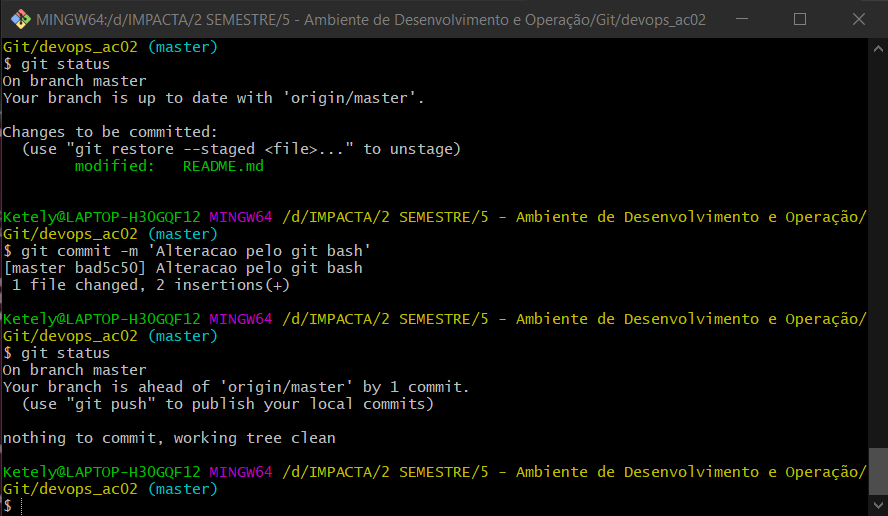 MINGW64:/d/IMPACTA/2 SEMESTRE/5 - Ambiente de Desenvolvimento e Operação/Git/devops_ac02
Git/devops_ac02 (master)
$ git status
On branch master
Your branch is up to date with 'origin/master'.
Changes to be committed:
  (use "git restore --staged <file>..." to unstage)
        modified:   README.md
Ketely@LAPTOP-H3OGQF12 MINGW64 /d/IMPACTA/2 SEMESTRE/5 - Ambiente de Desenvolvimento e Operação/
Git/devops_ac02 (master)
$ git commit -m 'Alteracao pelo git bash'
[master bad5c50] Alteracao pelo git bash
 1 file changed, 2 insertions(+)
Ketely@LAPTOP-H3OGQF12 MINGW64 /d/IMPACTA/2 SEMESTRE/5 - Ambiente de Desenvolvimento e Operação/
Git/devops_ac02 (master)
$ git status
On branch master
Your branch is ahead of 'origin/master' by 1 commit.
  (use "git push" to publish your local commits)
nothing to commit, working tree clean
Ketely@LAPTOP-H3OGQF12 MINGW64 /d/IMPACTA/2 SEMESTRE/5 - Ambiente de Desenvolvimento e Operação/
Git/devops_ac02 (master)
$